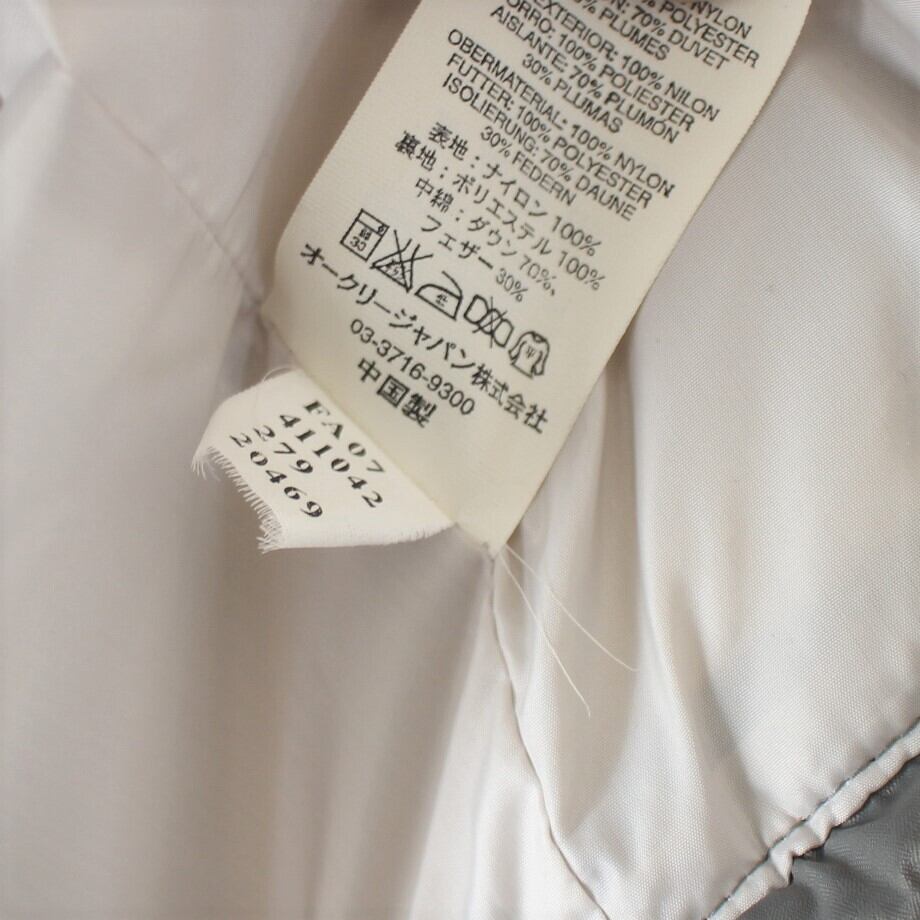 NYLON
100% POLYESTER
70% DUVET
PLUMES
EXTERIOR: 100% NILON
100% POLIESTER
AISLANTE: 70% PLUMON
30% PLUMAS
OBERMATERIAL: 100% NYLON
FUTTER: 100% POLYESTER
ISOLIERUNG: 70% DAUNE
30% FEDERN
表地:ナイロン 100%
裏地:ポリエステル 100%
中綿:ダウン 70%、
フェザー 30%
オークリージャパン株式会社
03-3716-9300
中国製
FA07
411042
279
20469